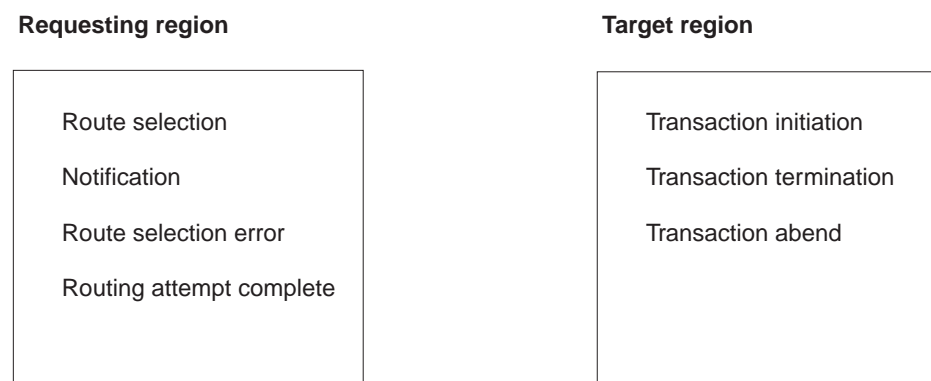 Requesting region
Target region
Route selection
Notification
Route selection error
Routing attempt complete
Transaction initiation
Transaction termination
Transaction abend